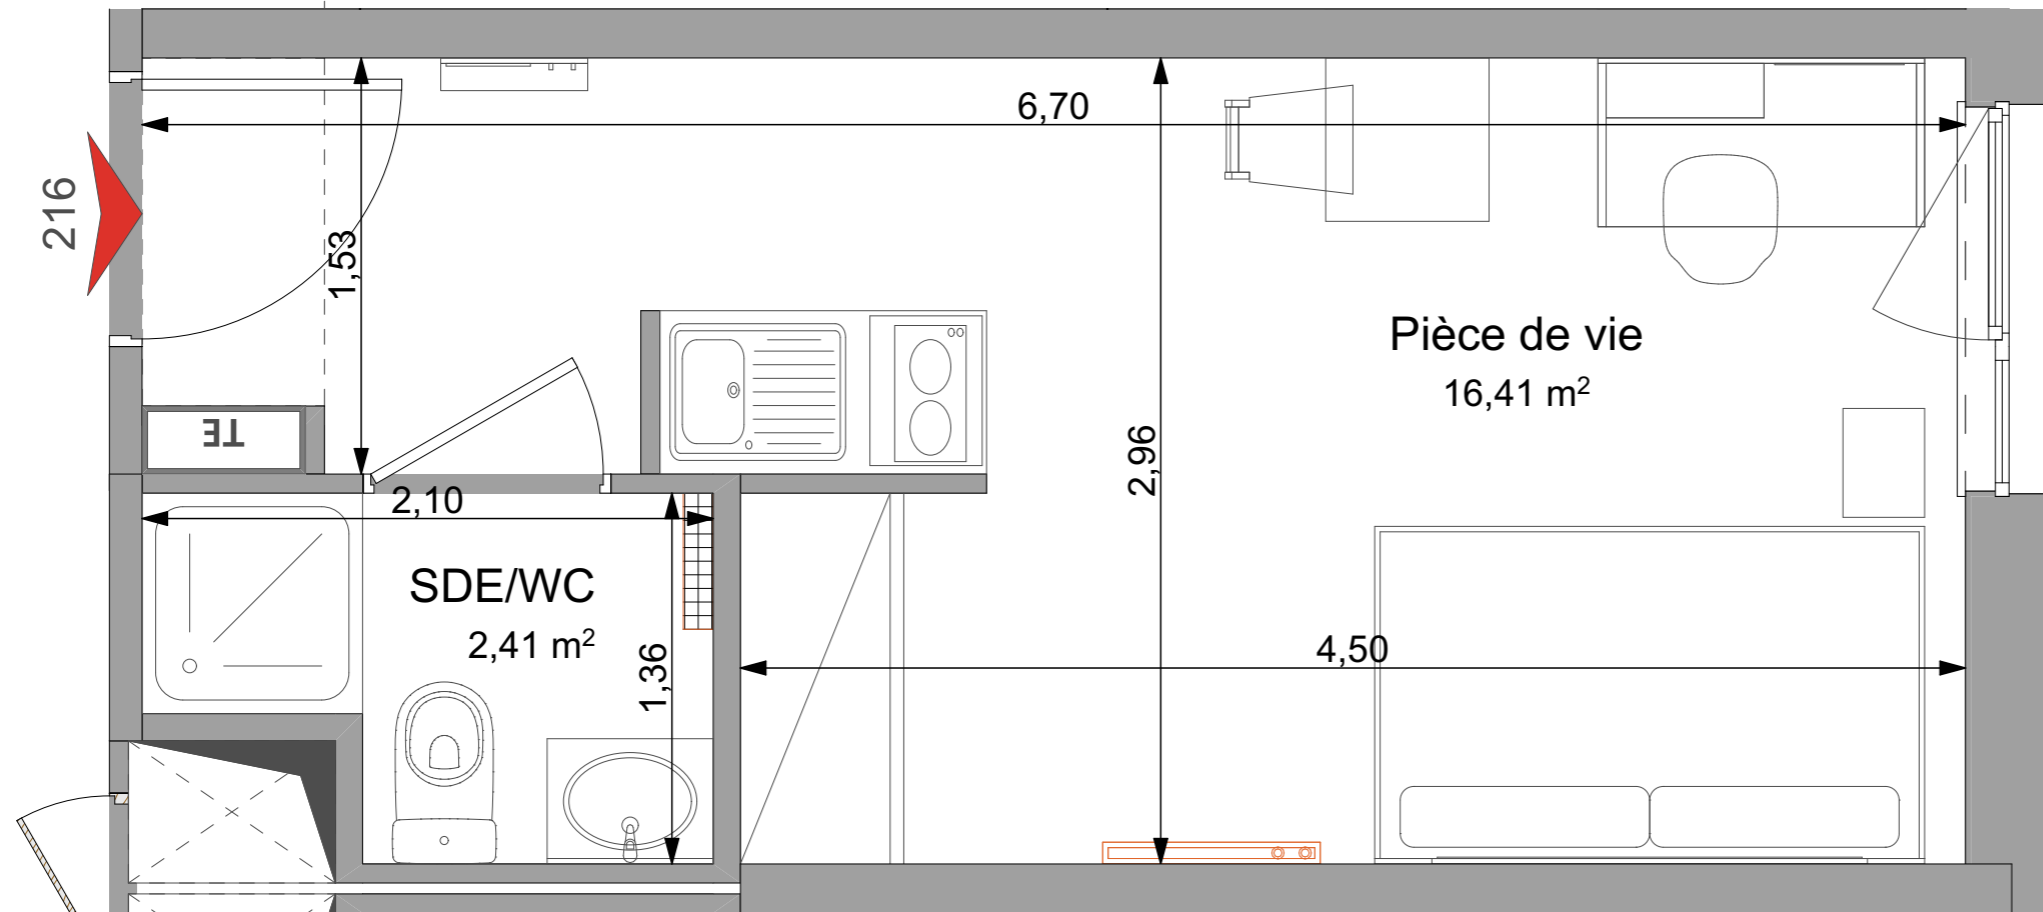 6,70
216
1,53
Pièce de vie
16,41 m²
TE
2,96
2,10
SDE/WC
2,41 m²
1,36
4,50